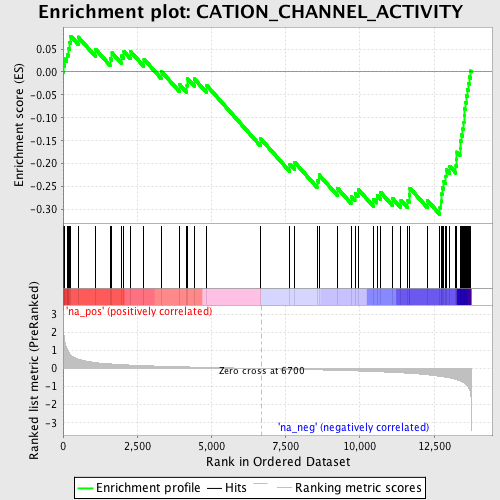 Enrichment plot: CATION_CHANNEL_ACTIVITY
Enrichment score (ES)
0.05
0.00
-0.05
-0.10
-0.15
-0.20
-0.25
-0.30
'na_pos' (positively correlated)
Ranked list metric (PreRanked)
3
2
1
0
-1
-2
-3
Zero cross at 6700
'na_neg' (negatively correlated)
0
2,500
5,000
7,500
10,000
12,500
Rank in Ordered Dataset
Enrichment profile
Hits
Ranking metric scores